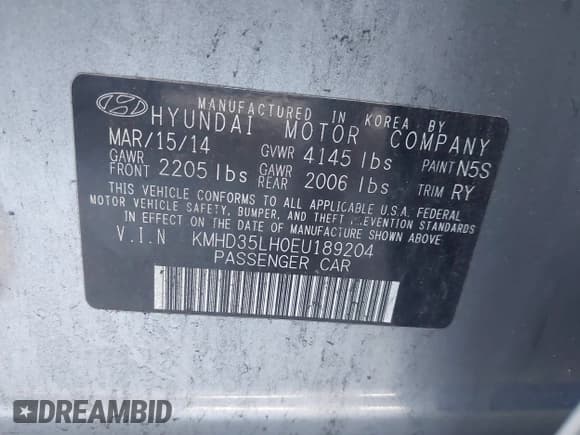 MANUFACTURED IN KOREA BY
HYUNDAI MOTOR COMPANY
MAR/15/14 GVWR 4145 lbs PAINT N5S
GAWR FRONT 2205 lbs GAWR REAR 2006 lbs TRIM RY
THIS VEHICLE CONFORMS TO ALL APPLICABLE U.S.A. FEDERAL
MOTOR VEHICLE SAFETY, BUMPER, AND THEFT PREVENTION STANDARDS
IN EFFECT ON THE DATE OF MANUFACTURE SHOWN ABOVE
V.I.N KMHD35LH0EU189204
PASSENGER CAR
DREAMBID